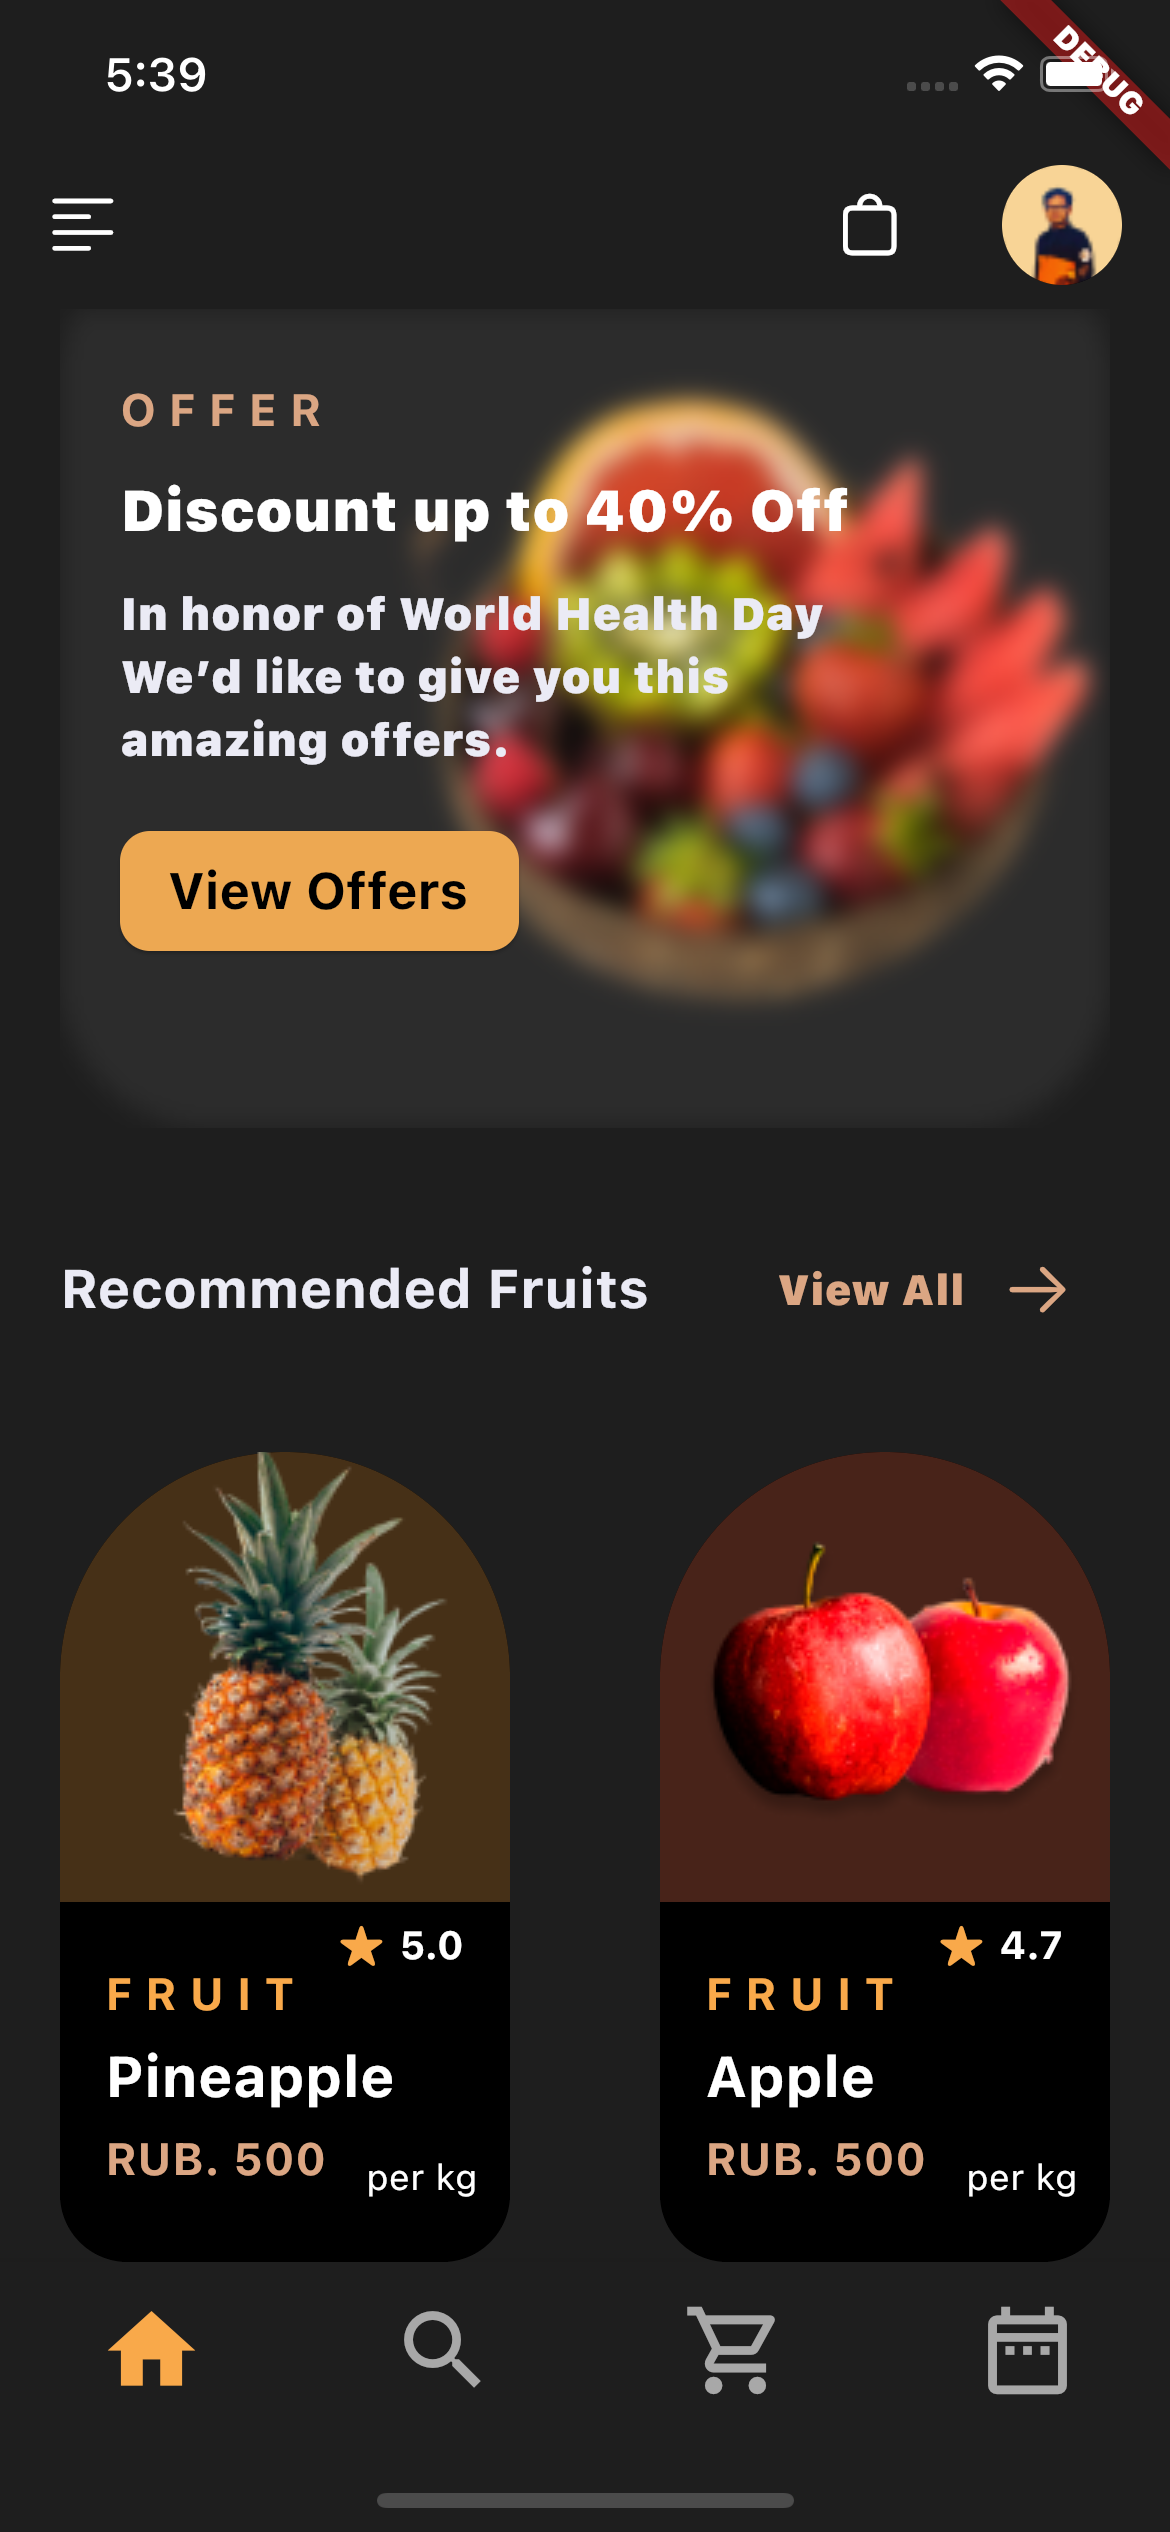 5:39
DEBUG
OFFER
Discount up to 40% Off
In honor of World Health Day
We’d like to give you this
amazing offers.
View Offers
Recommended Fruits
View All
5.0
FRUIT
Pineapple
RUB. 500
per kg
4.7
FRUIT
Apple
RUB. 500
per kg